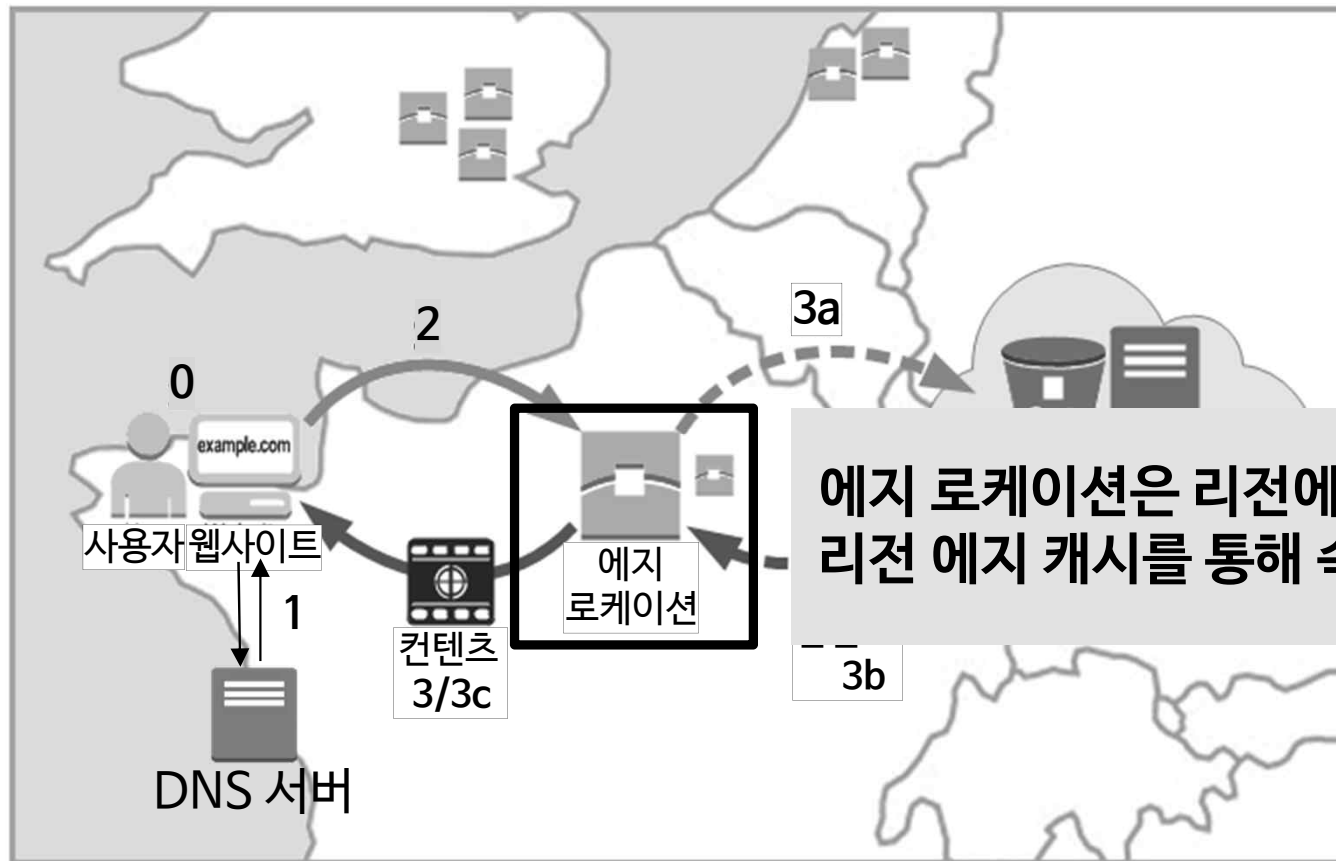 3a
2
0
example.com
에지 로케이션은 리전에
리전 에지 캐시를 통해
사용자
웹사이트
에지
로케이션
1
컨텐츠
3/3c
3b
DNS 서버